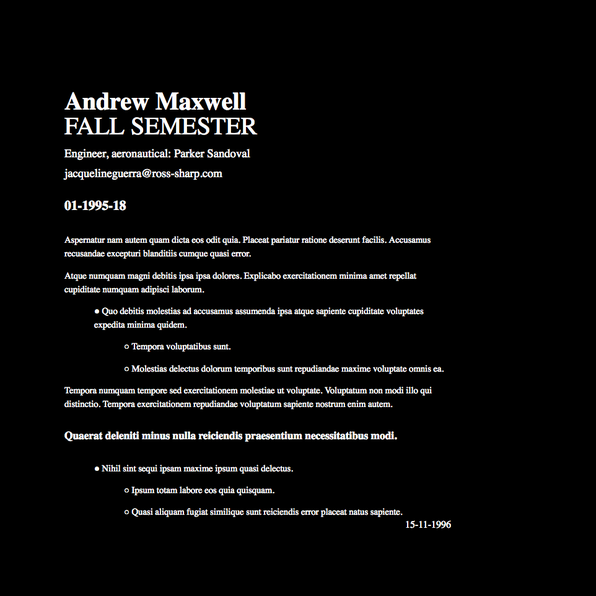 Andrew Maxwell
FALL SEMESTER
Engineer, aeronautical: Parker Sandoval
jacquelineguerra@ross-sharp.com
01-1995-18
Aspernatur nam autem quam dicta eos odit quia. Placeat pariatur ratione deserunt facilis. Accusamus
recusandae excepturi blanditiis cumque quasi error.
Atque numquam magni debitis ipsa ipsa dolores. Explicabo exercitationem minima amet repellat
cupiditate numquam adipisci laborum.
● Quo debitis molestias ad accusamus assumenda ipsa atque sapiente cupiditate voluptates
expedita minima quidem.
○ Tempora voluptatibus sunt.
○ Molestias delectus dolorum temporibus sunt repudiandae maxime voluptate omnis ea.
Tempora numquam tempore sed exercitationem molestiae ut voluptate. Voluptatum non modi illo qui
distinctio. Tempora exercitationem repudiandae voluptatum sapiente nostrum enim autem.
Quaerat deleniti minus nulla reiciendis praesentium necessitatibus modi.
● Nihil sint sequi ipsam maxime ipsum quasi delectus.
○ Ipsum totam labore eos quia quisquam.
○ Quasi aliquam fugiat similique sunt reiciendis error placeat natus sapiente.
15-11-1996